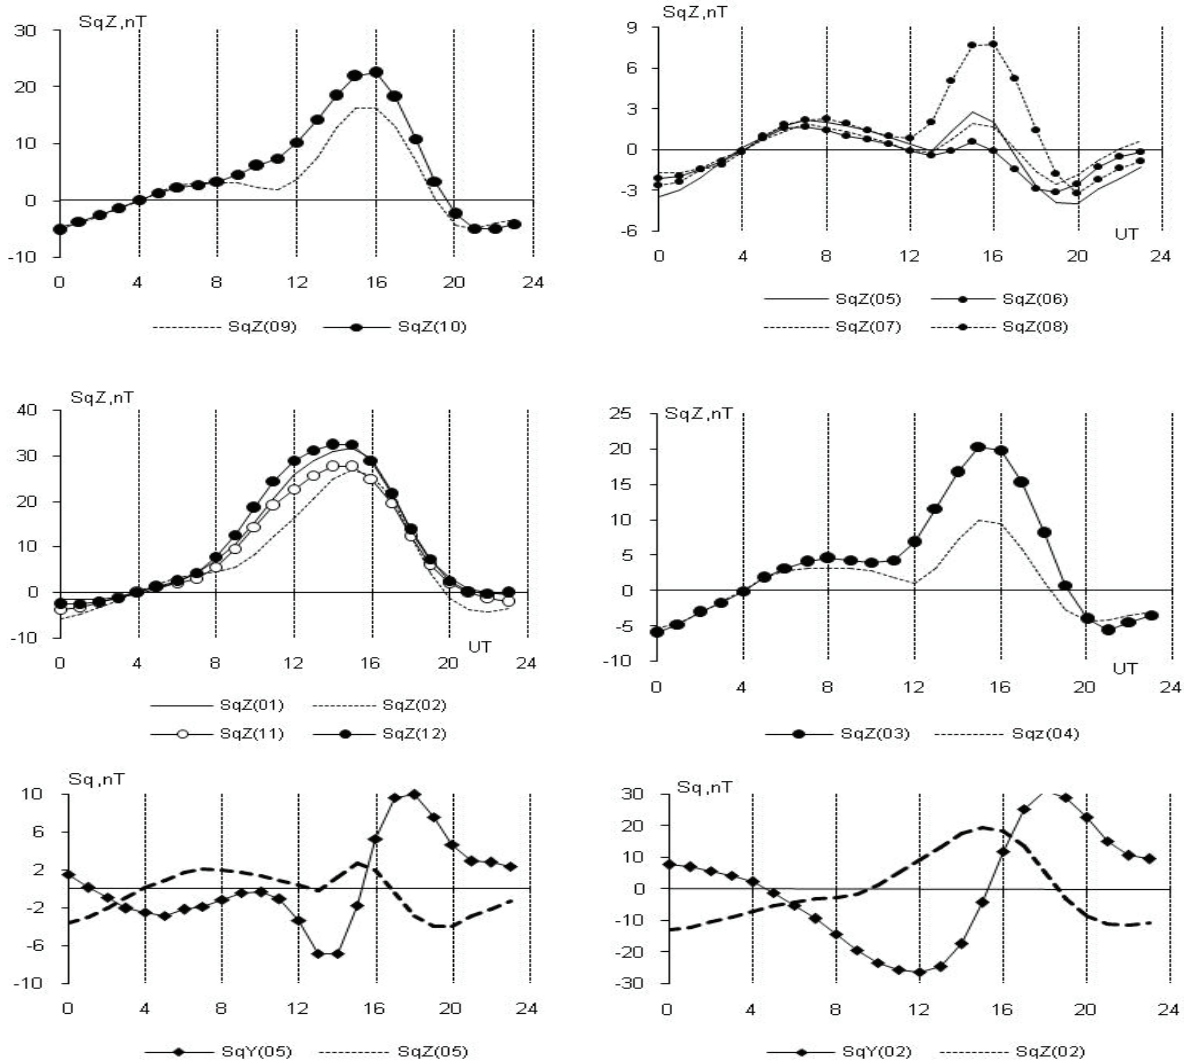 SqZ,nT
30
20
10
0
-10
0 4 8 12 16 20 24
SqZ(09) SqZ(10)
SqZ,nT
9
6
3
0
-3
-6
UT
0 4 8 12 16 20 24
SqZ(05) SqZ(06)
SqZ(07) SqZ(08)
SqZ,nT
40
30
20
10
0
-10
UT
0 4 8 12 16 20 24
SqZ(01) SqZ(02)
SqZ(11) SqZ(12)
SqZ,nT
25
20
15
10
5
0
-5
-10
UT
0 4 8 12 16 20 24
SqZ(03) Sqz(04)
Sq,nT
10
6
2
-2
-6
-10
0 4 8 12 16 20 24
SqY(05) SqZ(05)
Sq,nT
30
20
10
0
-10
-20
-30
0 4 8 12 16 20 24
SqY(02) SqZ(02)